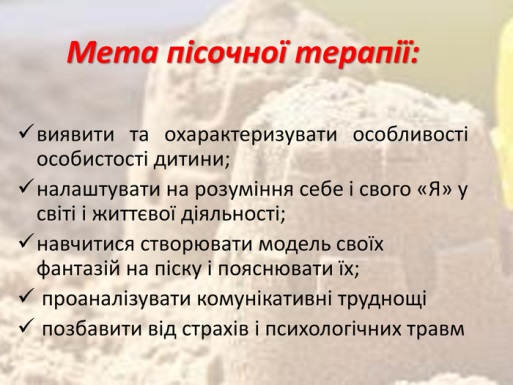 Мета пісочної терапії:
✓виявити та охарактеризувати особливості
особистості дитини;
✓налаштувати на розуміння себе і свого «Я» у
світі і життєвої діяльності;
✓навчитися створювати модель своїх
фантазій на піску і пояснювати їх;
✓ проаналізувати комунікативні труднощі
✓ позбавити від страхів і психологічних травм